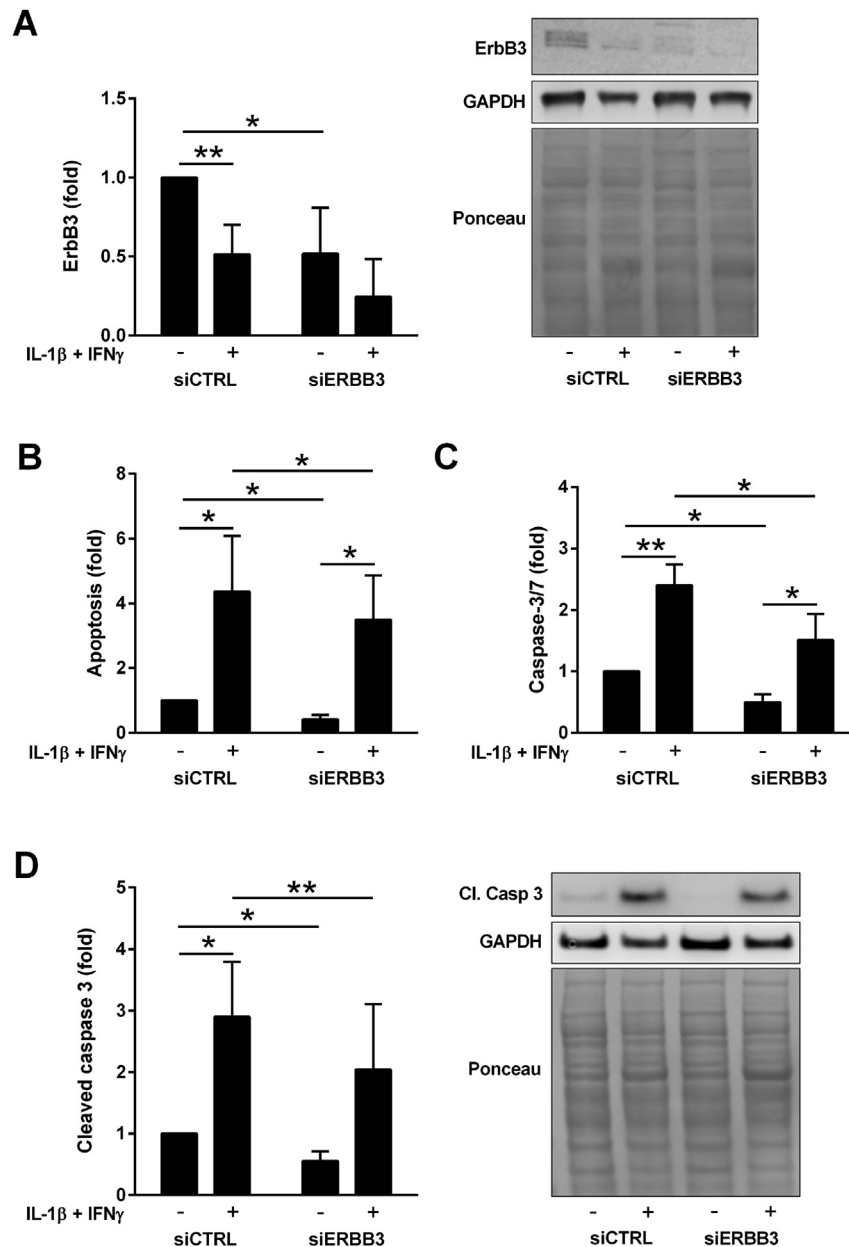 A
ErbB3 (fold)
1.5
1.0
0.5
0.0
*
**
IL-1β + IFNγ - + - +
siCTRL siERBB3
ErbB3
GAPDH
Ponceau
- + - +
siCTRL siERBB3
B
Apoptosis (fold)
8
6
4
2
0
*
*
*
*
IL-1β + IFNγ - + - +
siCTRL siERBB3
C
Caspase-3/7 (fold)
4
3
2
1
0
*
*
**
*
IL-1β + IFNγ - + - +
siCTRL siERBB3
D
Cleaved caspase 3 (fold)
5
4
3
2
1
0
**
*
*
IL-1β + IFNγ - + - +
siCTRL siERBB3
Cl. Casp 3
GAPDH
Ponceau
- + - +
siCTRL siERBB3